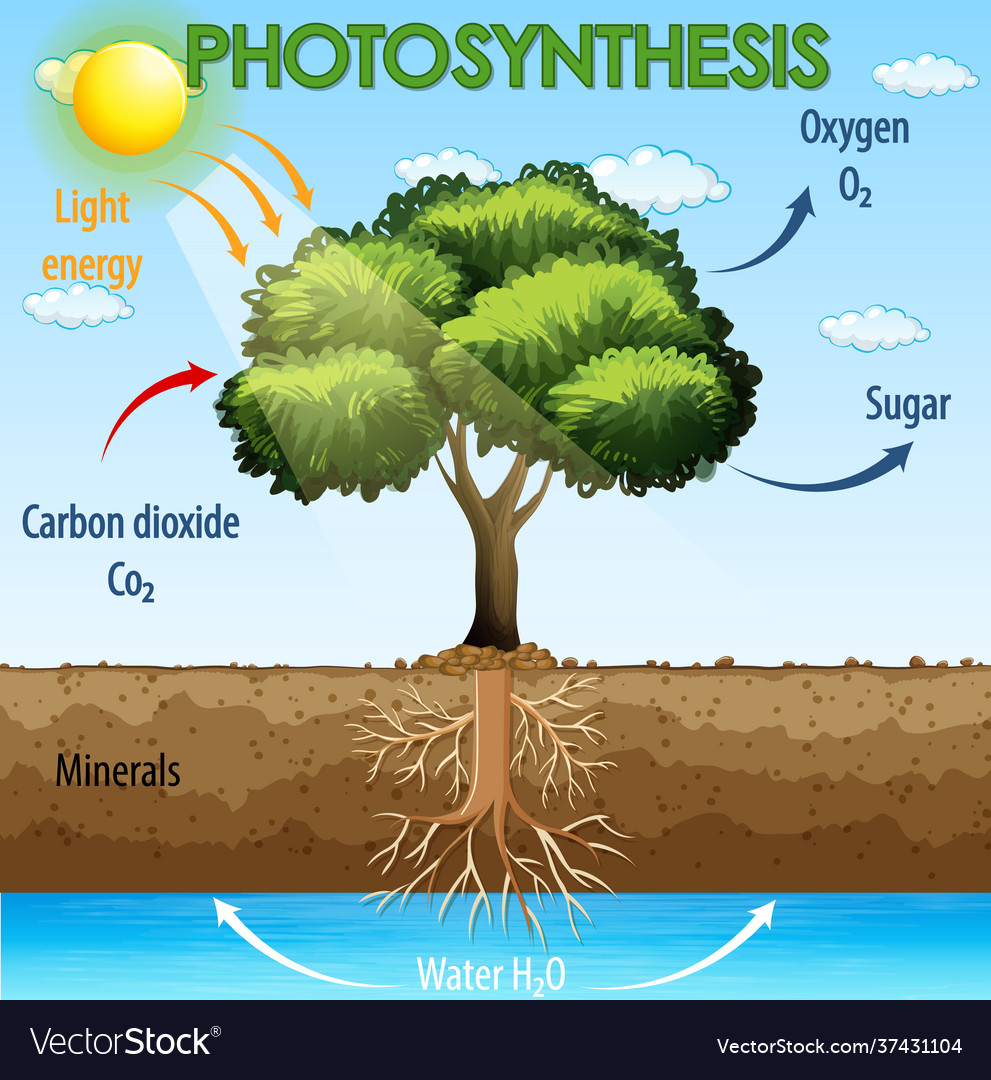 PHOTOSYNTHESIS
Oxygen
O₂
Light
energy
Sugar
Carbon dioxide
Co₂
Minerals
Water H₂O
VectorStock®
VectorStock.com/37431104